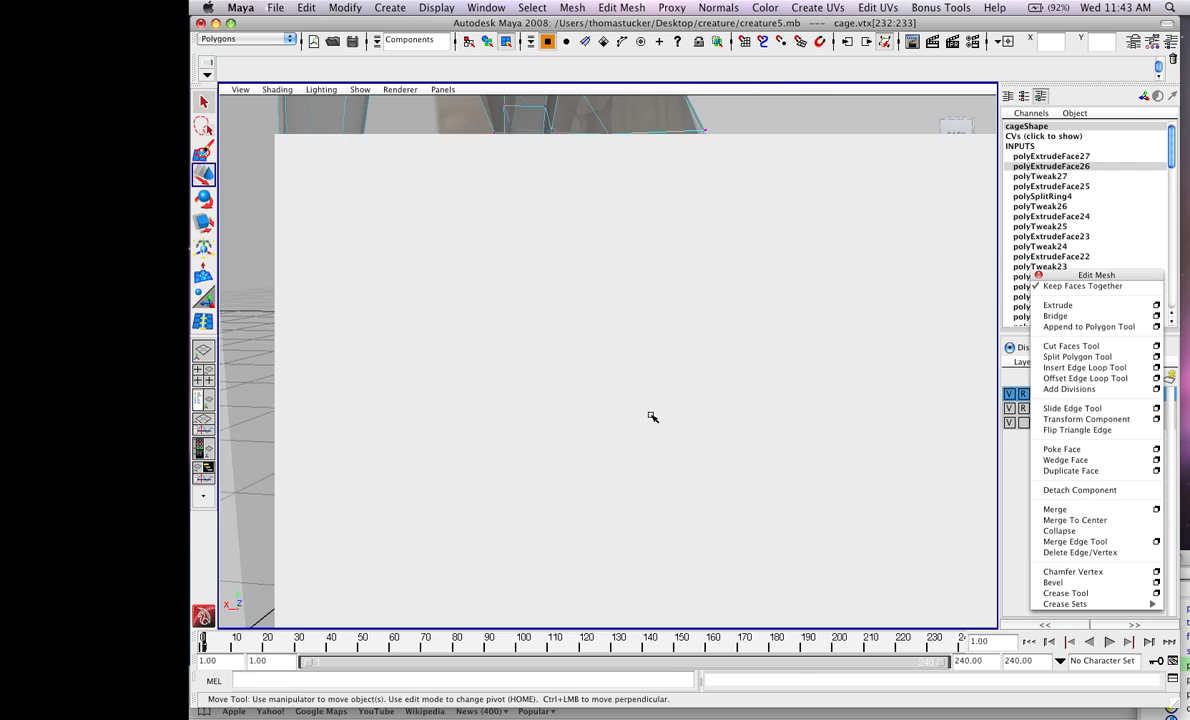 Maya File Edit Modify Create Display Window Select Mesh Edit Mesh Proxy Normals Color Create UVs Edit UVs Bonus Tools Help (92%) Wed 11:43 AM
Autodesk Maya 2008: /Users/thomastucker/Desktop/creature/creature5.mb --- cage.vtx[232:233]
Polygons Components X Y
View Shading Lighting Show Renderer Panels
Channels Object
cageShape
CVs (click to show)
INPUTS
polyExtrudeFace27
polyExtrudeFace26
polyTweak27
polyExtrudeFace25
polySplitRing4
polyTweak26
polyExtrudeFace24
polyTweak25
polyExtrudeFace23
polyTweak24
polyExtrudeFace22
polyTweak23
Edit Mesh
Keep Faces Together
Extrude
Bridge
Append to Polygon Tool
Cut Faces Tool
Split Polygon Tool
Insert Edge Loop Tool
Offset Edge Loop Tool
Add Divisions
Slide Edge Tool
Transform Component
Flip Triangle Edge
Poke Face
Wedge Face
Duplicate Face
Detach Component
Merge
Merge To Center
Collapse
Merge Edge Tool
Delete Edge/Vertex
Chamfer Vertex
Bevel
Crease Tool
Crease Sets
Dis
Laye
V R
V R
V
X Z
<< >>
0 10 20 30 40 50 60 70 80 90 100 110 120 130 140 150 160 170 180 190 200 210 220 230 24 1.00
1.00 1.00 1 240 240.00 240.00 No Character Set
MEL
Move Tool: Use manipulator to move object(s). Use edit mode to change pivot (HOME). Ctrl+LMB to move perpendicular.
Apple Yahoo! Google Maps YouTube Wikipedia News (400) Popular